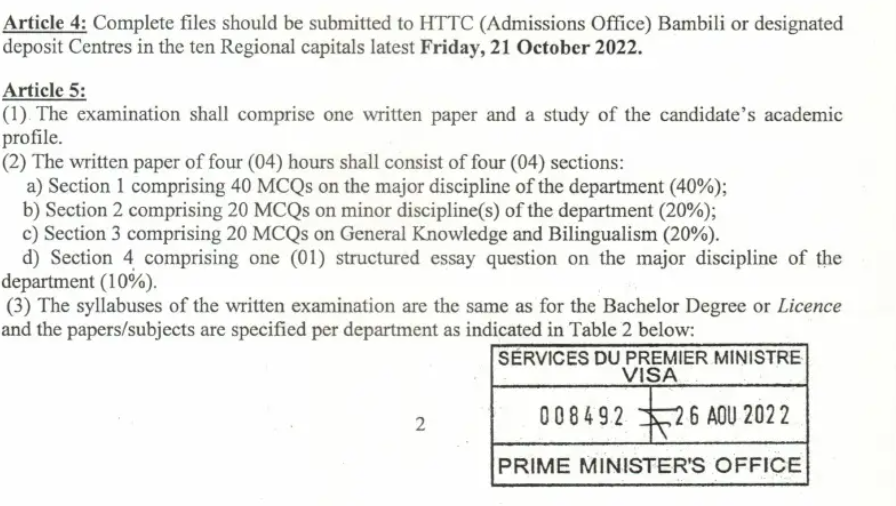 Article 4: Complete files should be submitted to HTTC (Admissions Office) Bambili or designated
deposit Centres in the ten Regional capitals latest Friday, 21 October 2022.
Article 5:
(1) The examination shall comprise one written paper and a study of the candidate's academic
profile.
(2) The written paper of four (04) hours shall consist of four (04) sections:
a) Section 1 comprising 40 MCQs on the major discipline of the department (40%);
b) Section 2 comprising 20 MCQs on minor discipline(s) of the department (20%);
c) Section 3 comprising 20 MCQs on General Knowledge and Bilingualism (20%).
d) Section 4 comprising one (01) structured essay question on the major discipline of the
department (10%).
(3) The syllabuses of the written examination are the same as for the Bachelor Degree or Licence
and the papers/subjects are specified per department as indicated in Table 2 below:
SERVICES DU PREMIER MINISTRE
VISA
008492 26 AOU 2022
PRIME MINISTER'S OFFICE
2